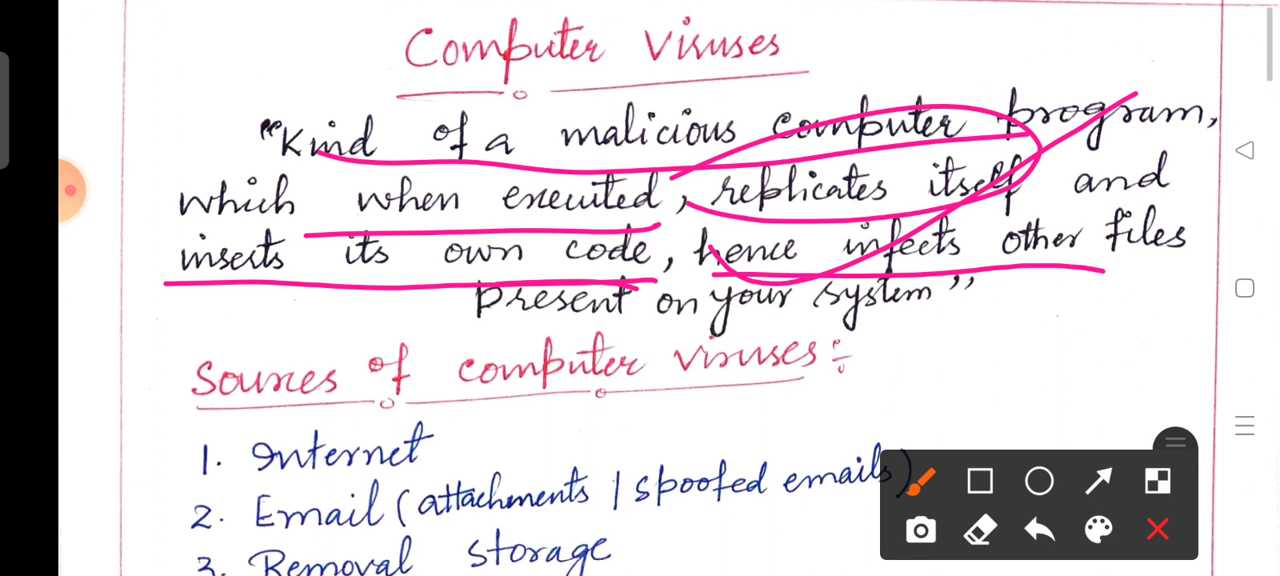 Computer Viruses
"Kind of a malicious computer program,
which when executed, replicates itself and
inserts its own code, hence infects other files
present on your system"
Sources of computer viruses:-
1. Internet
2. Email (attachments / spoofed emails)
3. Removal storage